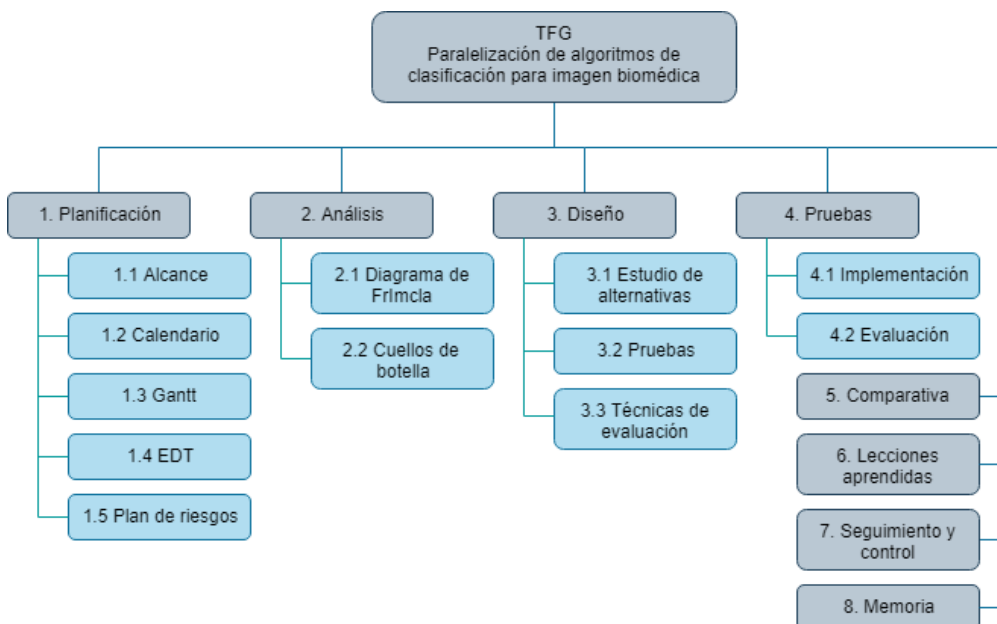 TFG
Paralelización de algoritmos de
clasificación para imagen biomédica
1. Planificación
1.1 Alcance
1.2 Calendario
1.3 Gantt
1.4 EDT
1.5 Plan de riesgos
2. Análisis
2.1 Diagrama de
FrImcla
2.2 Cuellos de
botella
3. Diseño
3.1 Estudio de
alternativas
3.2 Pruebas
3.3 Técnicas de
evaluación
4. Pruebas
4.1 Implementación
4.2 Evaluación
5. Comparativa
6. Lecciones
aprendidas
7. Seguimiento y
control
8. Memoria